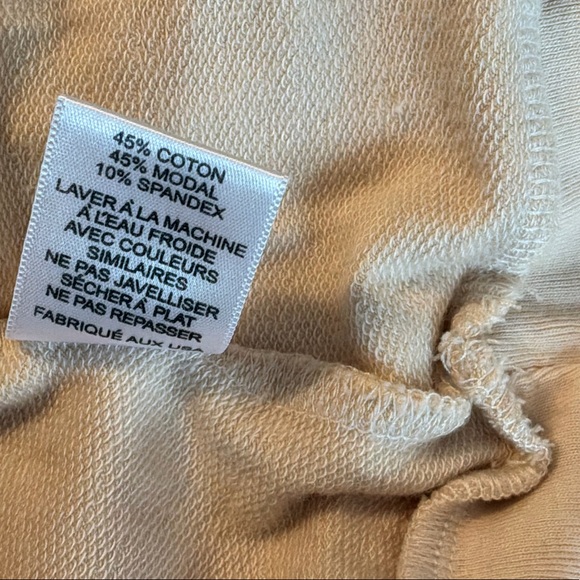 45% COTON
45% MODAL
10% SPANDEX
LAVER À LA MACHINE
À L'EAU FROIDE
AVEC COULEURS
SIMILAIRES
NE PAS JAVELLISER
SÉCHER À PLAT
NE PAS REPASSER
FABRIQUÉ AUX